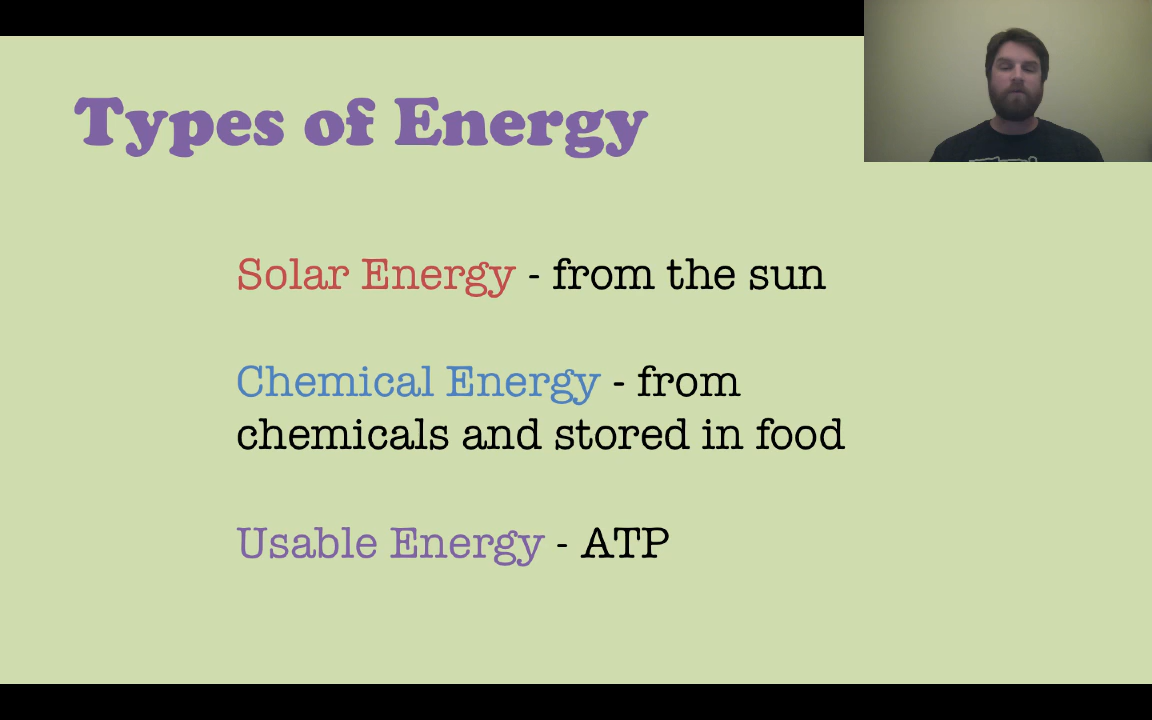 Types of Energy
Solar Energy - from the sun
Chemical Energy - from
chemicals and stored in food
Usable Energy - ATP